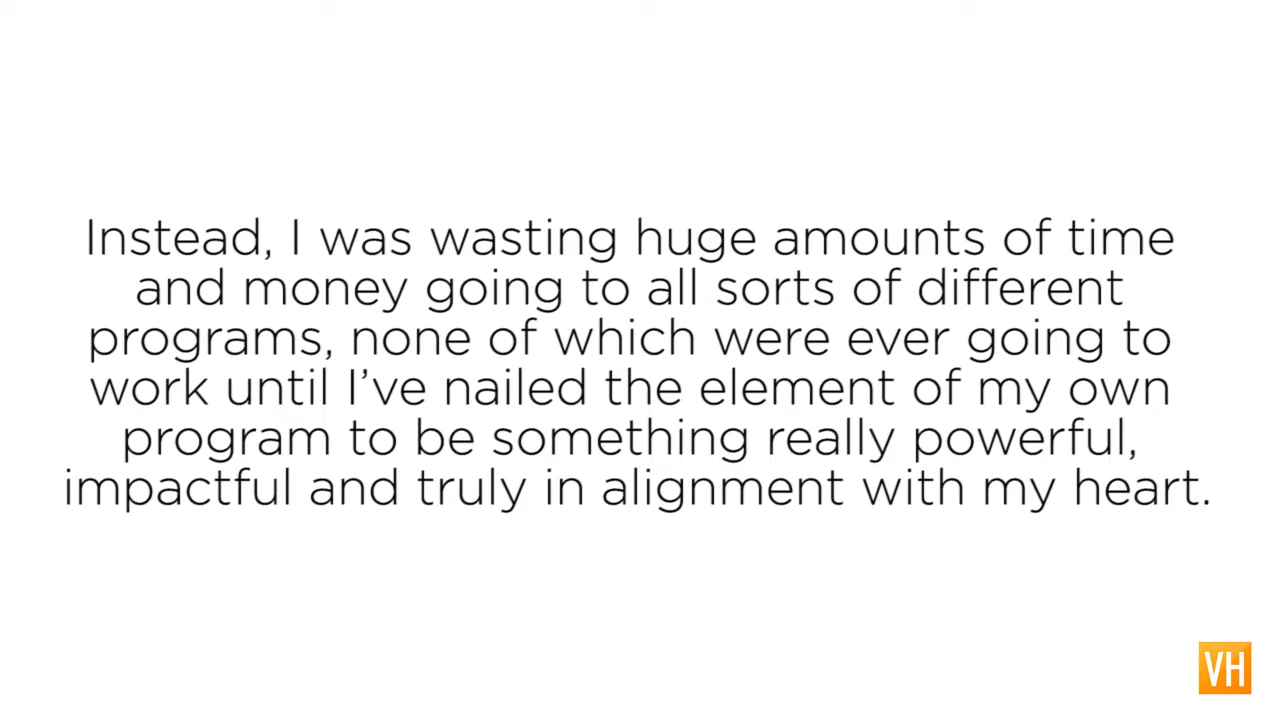 Instead, I was wasting huge amounts of time
and money going to all sorts of different
programs, none of which were ever going to
work until I’ve nailed the element of my own
program to be something really powerful,
impactful and truly in alignment with my heart.
VH